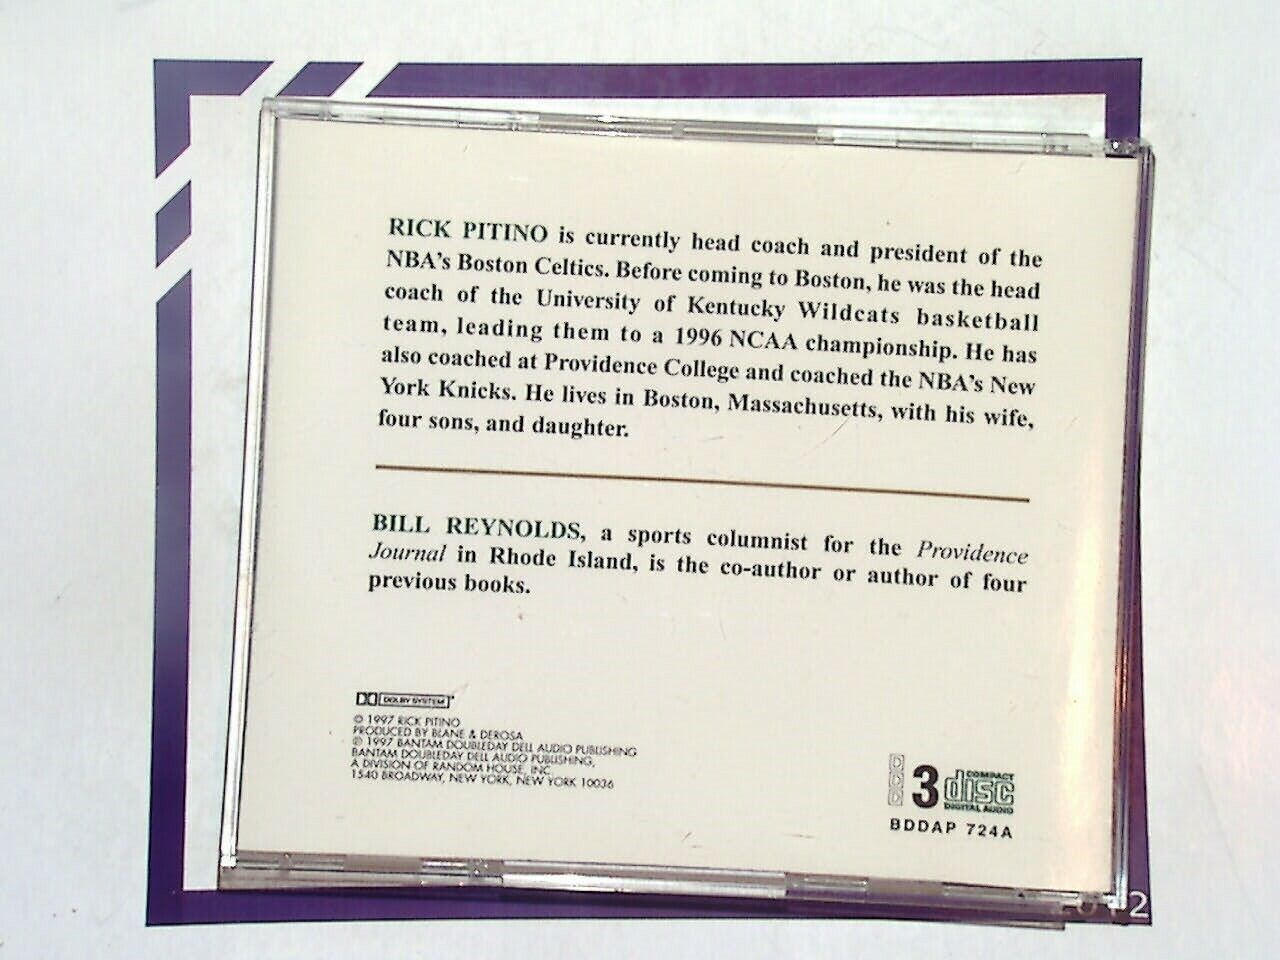 RICK PITINO is currently head coach and president of the
NBA's Boston Celtics. Before coming to Boston, he was the head
coach of the University of Kentucky Wildcats basketball
team, leading them to a 1996 NCAA championship. He has
also coached at Providence College and coached the NBA's New
York Knicks. He lives in Boston, Massachusetts, with his wife,
four sons, and daughter.
BILL REYNOLDS, a sports columnist for the Providence
Journal in Rhode Island, is the co-author or author of four
previous books.
DOLBY SYSTEM
© 1997 RICK PITINO
PRODUCED BY BLANE & DEROSA
℗ 1997 BANTAM DOUBLEDAY DELL AUDIO PUBLISHING
BANTAM DOUBLEDAY DELL AUDIO PUBLISHING,
A DIVISION OF RANDOM HOUSE, INC.
1540 BROADWAY, NEW YORK, NEW YORK 10036
DDD 3 COMPACT disc DIGITAL AUDIO
BDDAP 724A